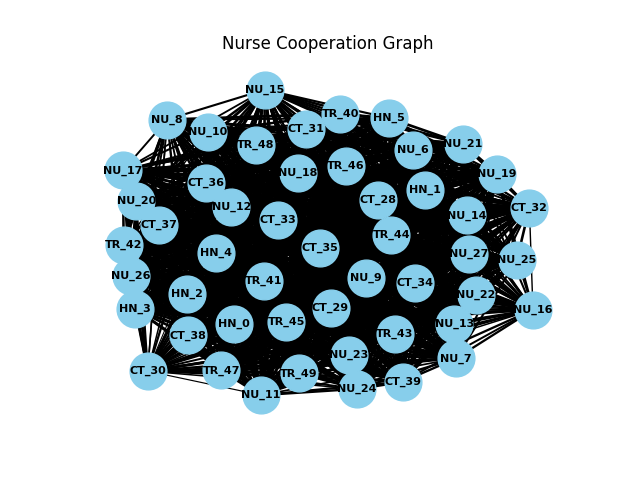 Nurse Cooperation Graph
NU_15
NU_8
TR_40
HN_5
NU_10
CT_31
NU_21
TR_48
NU_6
TR_46
NU_17
NU_18
NU_19
CT_36
HN_1
NU_20
CT_28
NU_12
CT_32
NU_14
CT_33
CT_37
TR_44
TR_42
CT_35
HN_4
NU_27
NU_25
NU_26
NU_9
TR_41
CT_34
HN_2
NU_22
HN_3
CT_29
NU_16
HN_0
TR_45
NU_13
CT_38
TR_43
NU_23
NU_7
CT_30
TR_47
TR_49
CT_39
NU_24
NU_11